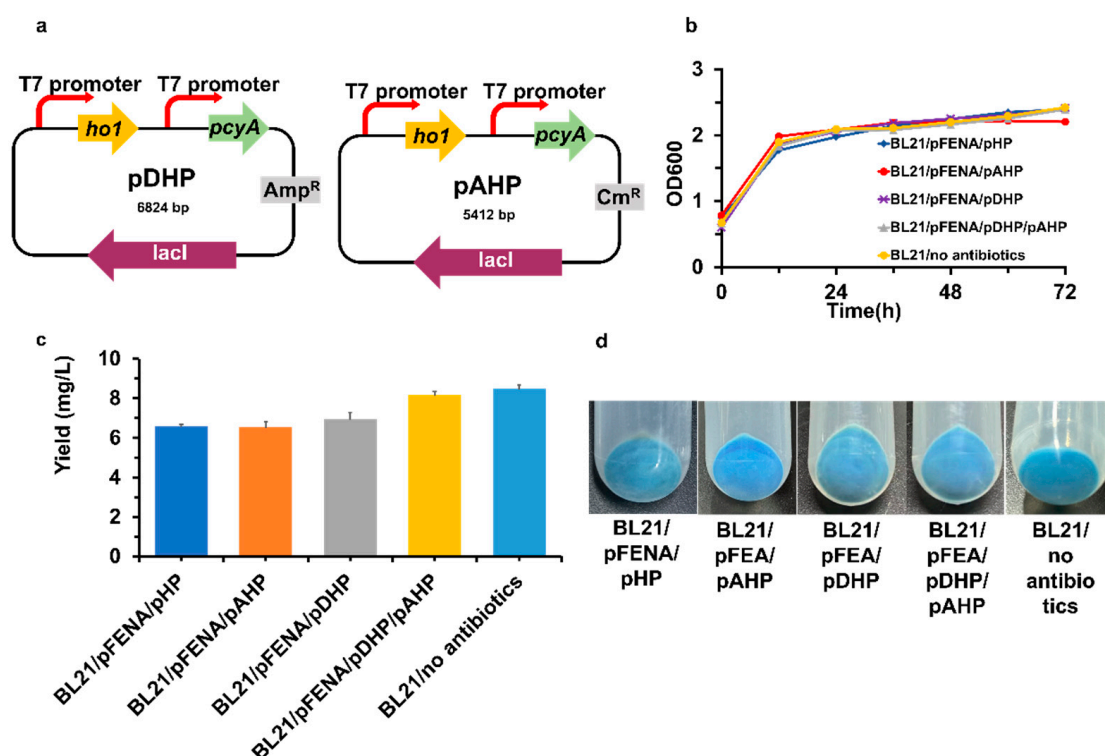 a
T7 promoter T7 promoter
ho1 pcyA
pDHP
6824 bp
Amp^R
lacI
T7 promoter T7 promoter
ho1 pcyA
pAHP
5412 bp
Cm^R
lacI
b
3
2
1
0
OD600
0 24 48 72
Time(h)
BL21/pFENA/pHP
BL21/pFENA/pAHP
BL21/pFENA/pDHP
BL21/pFENA/pDHP/pAHP
BL21/no antibiotics
c
10
8
6
4
2
0
Yield (mg/L)
BL21/pFENA/pHP
BL21/pFENA/pAHP
BL21/pFENA/pDHP
BL21/pFENA/pDHP/pAHP
BL21/no antibiotics
d
BL21/
pFENA/
pHP
BL21/
pFEA/
pAHP
BL21/
pFEA/
pDHP
BL21/
pFEA/
pDHP/
pAHP
BL21/
no
antibio
tics